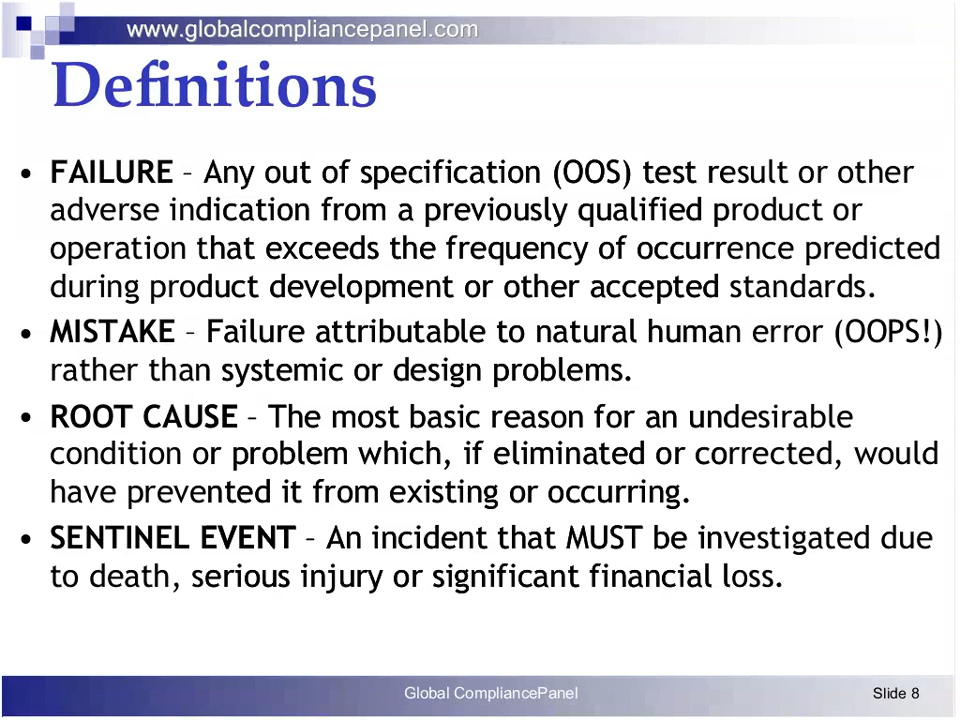 www.globalcompliancepanel.com
Definitions
• FAILURE – Any out of specification (OOS) test result or other
adverse indication from a previously qualified product or
operation that exceeds the frequency of occurrence predicted
during product development or other accepted standards.
• MISTAKE – Failure attributable to natural human error (OOPS!)
rather than systemic or design problems.
• ROOT CAUSE – The most basic reason for an undesirable
condition or problem which, if eliminated or corrected, would
have prevented it from existing or occurring.
• SENTINEL EVENT – An incident that MUST be investigated due
to death, serious injury or significant financial loss.
Global CompliancePanel
Slide 8